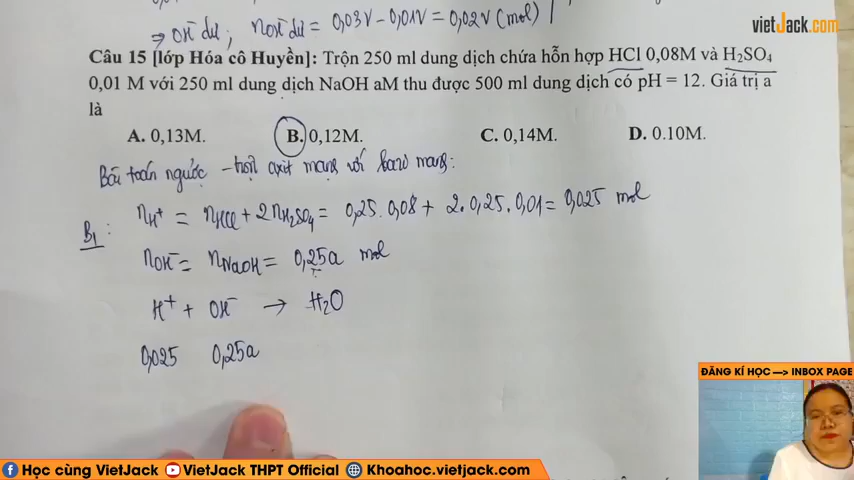 ⇒ OH⁻ dư ; nOH⁻ dư = 0,03V - 0,01V = 0,02V (mol)
vietJack.com
Câu 15 [lớp Hóa cô Huyền]: Trộn 250 ml dung dịch chứa hỗn hợp HCl 0,08M và H₂SO₄
0,01 M với 250 ml dung dịch NaOH aM thu được 500 ml dung dịch có pH = 12. Giá trị a
là
A. 0,13M. B. 0,12M. C. 0,14M. D. 0.10M.
Bài toán ngược - trộn axit mạnh với bazơ mạnh:
B1: nH⁺ = nHCl + 2nH₂SO₄ = 0,25.0,08 + 2.0,25.0,01 = 0,025 mol
nOH⁻ = nNaOH = 0,25a mol
H⁺ + OH⁻ → H₂O
0,025 0,25a
ĐĂNG KÍ HỌC —> INBOX PAGE
Học cùng VietJack VietJack THPT Official Khoahoc.vietjack.com